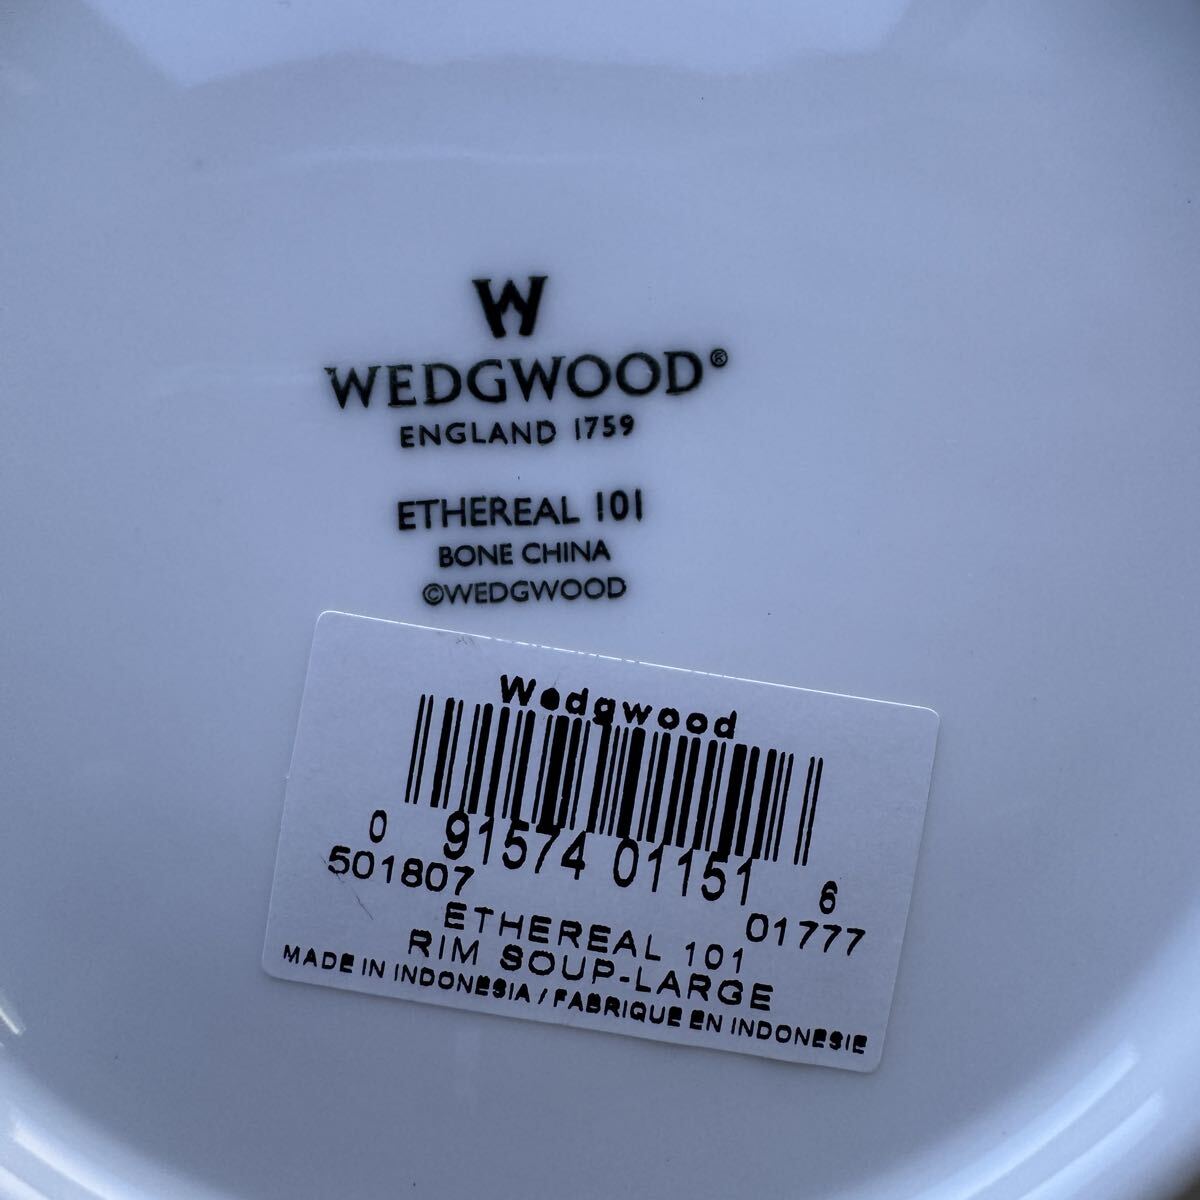 W
WEDGWOOD®
ENGLAND 1759
ETHEREAL 101
BONE CHINA
©WEDGWOOD
Wedgwood
0 91574 01151 6
501807 01777
ETHEREAL 101
RIM SOUP-LARGE
MADE IN INDONESIA / FABRIQUE EN INDONESIE